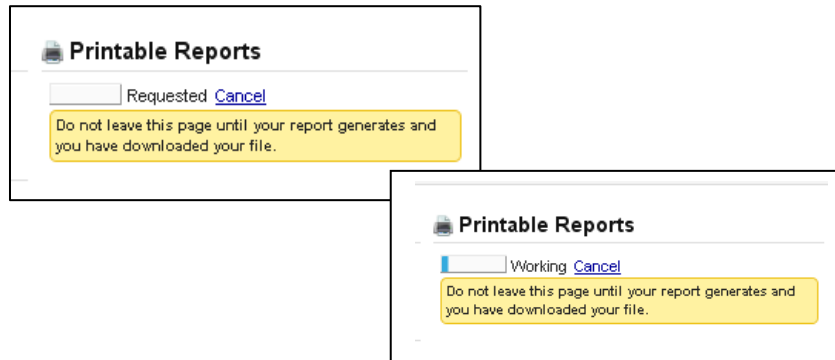 Printable Reports
Requested Cancel
Do not leave this page until your report generates and
you have downloaded your file.
Printable Reports
Working Cancel
Do not leave this page until your report generates and
you have downloaded your file.